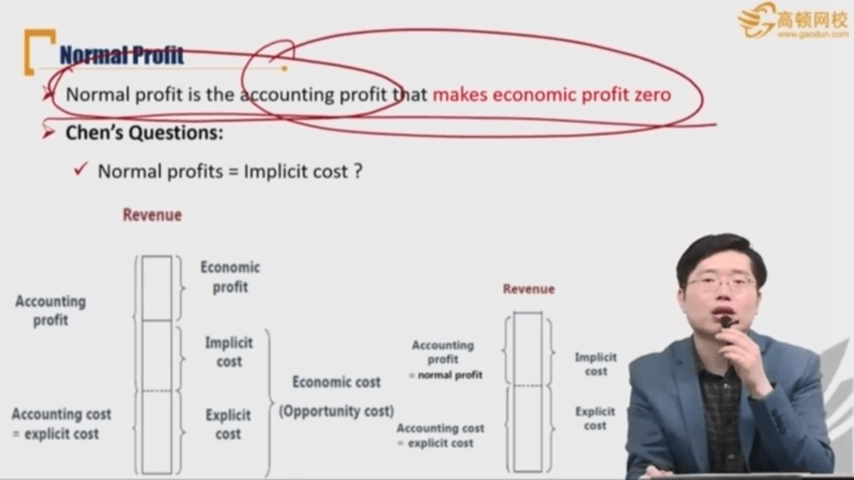 高顿网校
www.gaodun.com
Normal Profit
Normal profit is the accounting profit that makes economic profit zero
Chen's Questions:
Normal profits = Implicit cost ?
Revenue
Accounting
profit
Economic
profit
Implicit
cost
Accounting cost
= explicit cost
Explicit
cost
Economic cost
(Opportunity cost)
Revenue
Accounting
profit
= normal profit
Implicit
cost
Accounting cost
= explicit cost
Explicit
cost